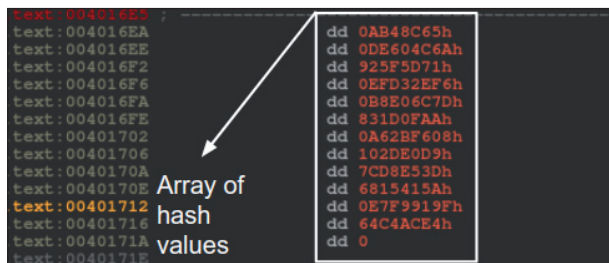 .text:004016E5 ; ----------------------------------------
.text:004016EA dd 0AB48C65h
.text:004016EE dd 0DE604C6Ah
.text:004016F2 dd 925F5D71h
.text:004016F6 dd 0EFD32EF6h
.text:004016FA dd 0B8E06C7Dh
.text:004016FE dd 831D0FAAh
.text:00401702 dd 0A62BF608h
.text:00401706 dd 102DE0D9h
.text:0040170A dd 7CD8E53Dh
.text:0040170E dd 6815415Ah
.text:00401712 dd 0E7F9919Fh
.text:00401716 dd 64C4ACE4h
.text:0040171A dd 0
.text:0040171E
Array of
hash
values